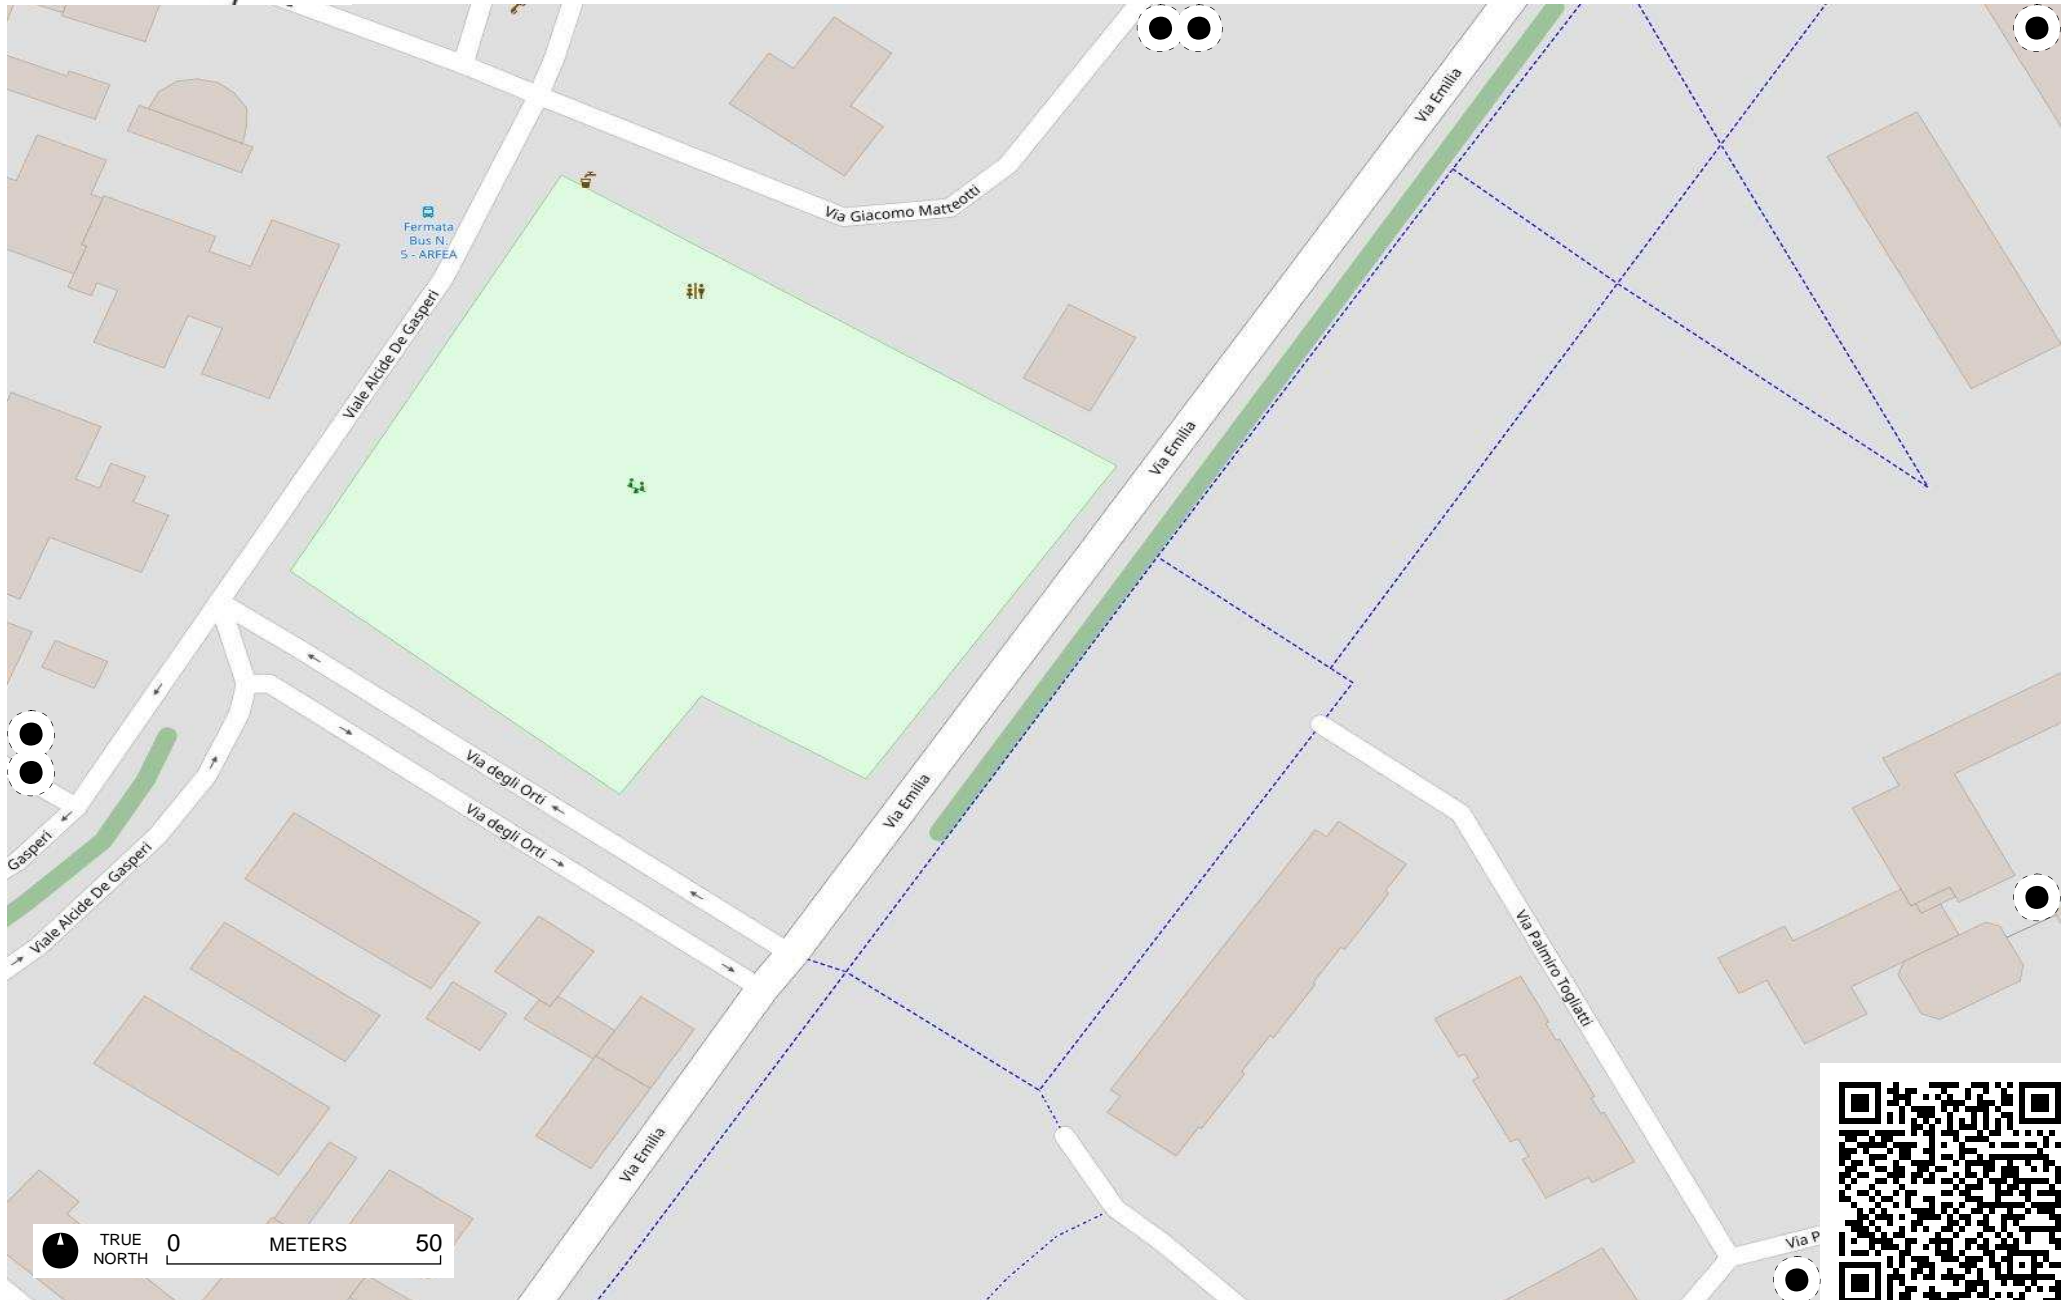 Via Emilia
Via Giacomo Matteotti
Fermata
Bus N.
5 - ARFEA
Viale Alcide De Gasperi
Via Emilia
Via degli Orti
Via degli Orti
Via Emilia
Gasperi
Viale Alcide De Gasperi
Via Palmiro Togliatti
Via Emilia
Via P
TRUE
NORTH
0 METERS 50